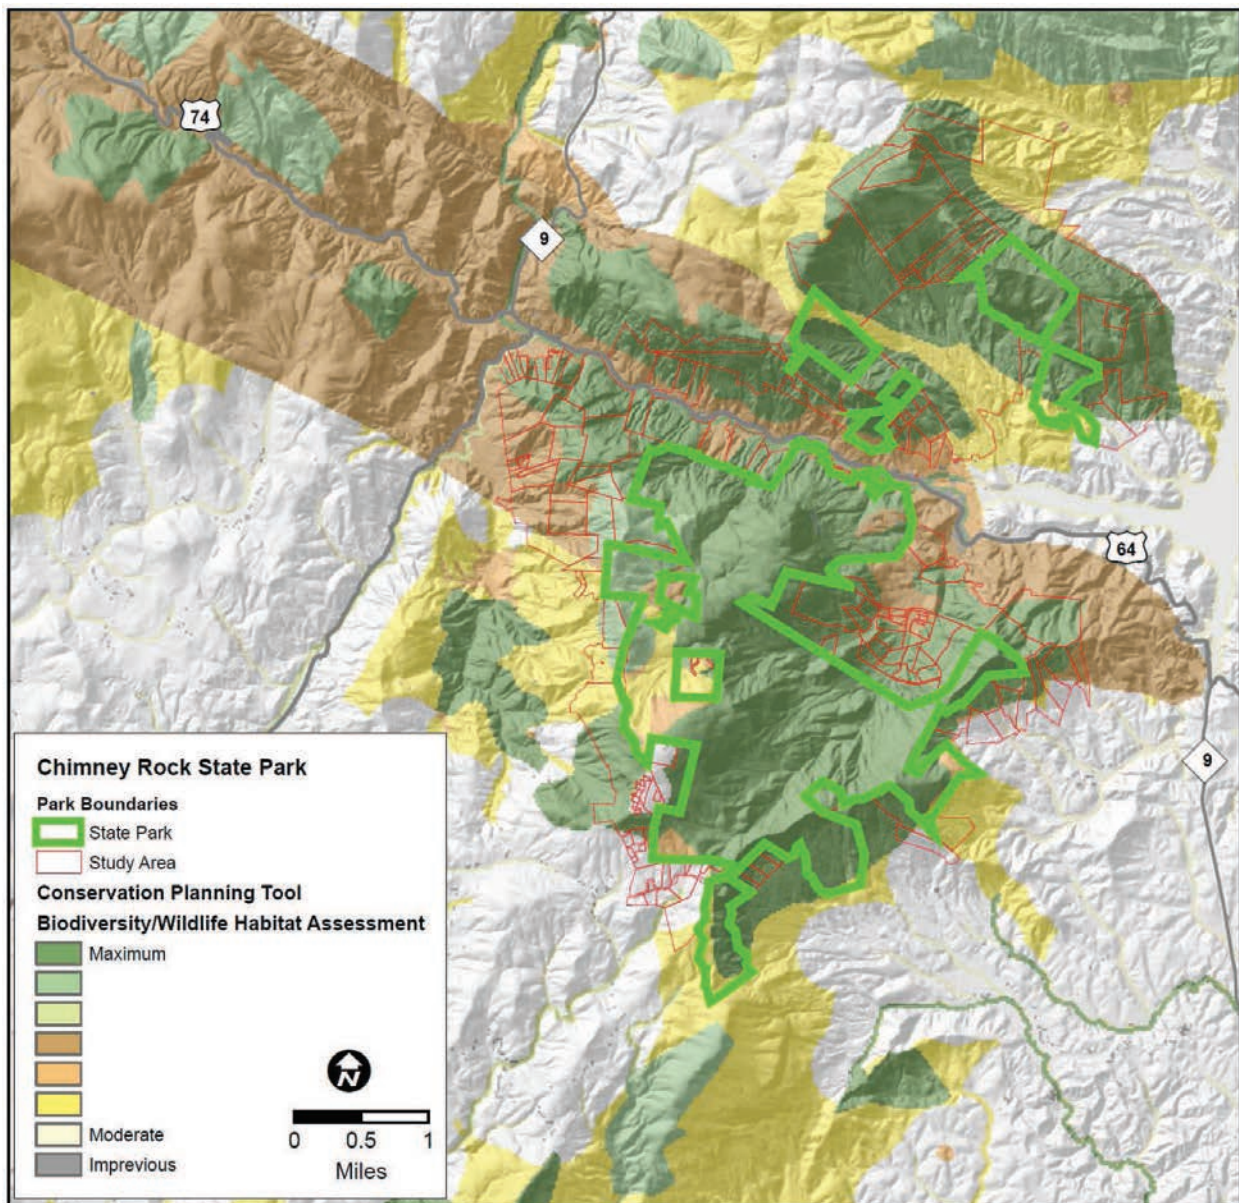 74
9
64
9
Chimney Rock State Park
Park Boundaries
State Park
Study Area
Conservation Planning Tool
Biodiversity/Wildlife Habitat Assessment
Maximum
Moderate
Imprevious
N
0 0.5 1
Miles